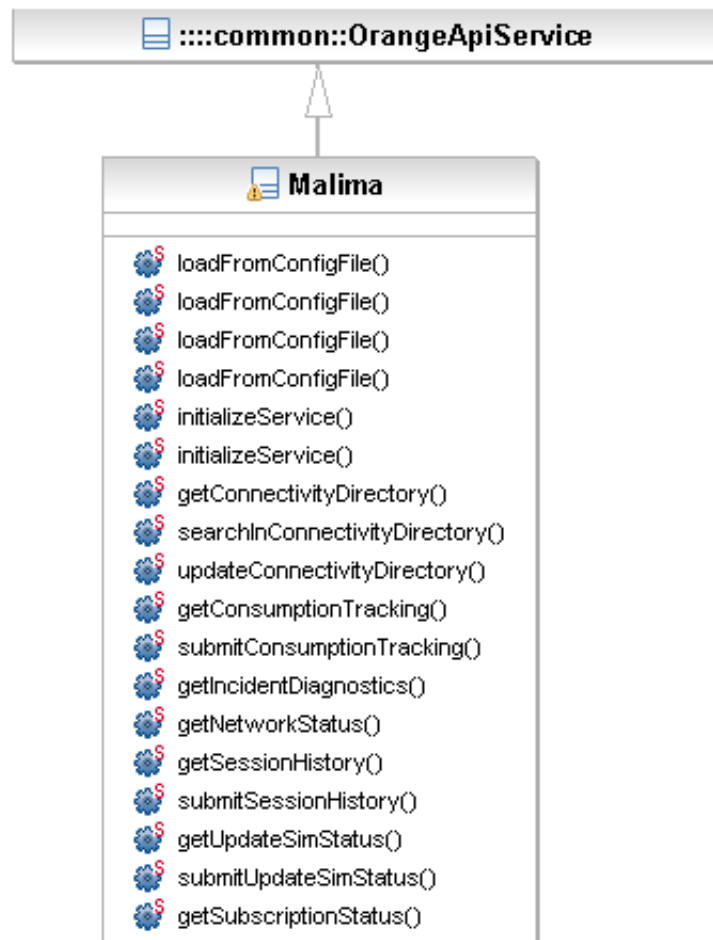 ::::common::OrangeApiService
Malima
S loadFromConfigFile()
S loadFromConfigFile()
S loadFromConfigFile()
S loadFromConfigFile()
S initializeService()
S initializeService()
S getConnectivityDirectory()
S searchInConnectivityDirectory()
S updateConnectivityDirectory()
S getConsumptionTracking()
S submitConsumptionTracking()
S getIncidentDiagnostics()
S getNetworkStatus()
S getSessionHistory()
S submitSessionHistory()
S getUpdateSimStatus()
S submitUpdateSimStatus()
S getSubscriptionStatus()